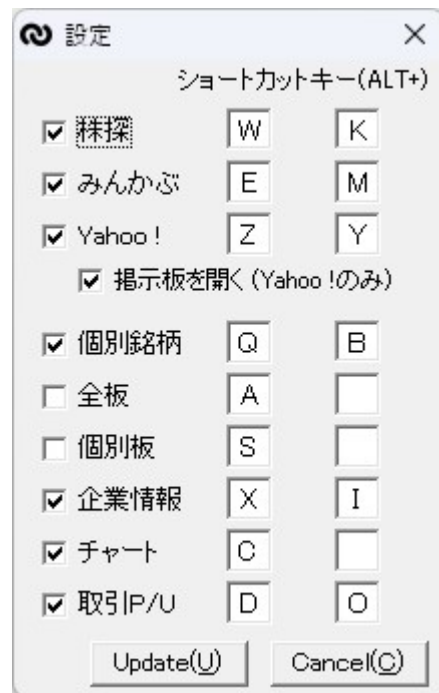 設定
ショートカットキー(ALT+)
株探 W K
みんかぶ E M
Yahoo! Z Y
掲示板を開く(Yahoo!のみ)
個別銘柄 Q B
全板 A
個別板 S
企業情報 X I
チャート C
取引P/U D O
Update(U) Cancel(C)